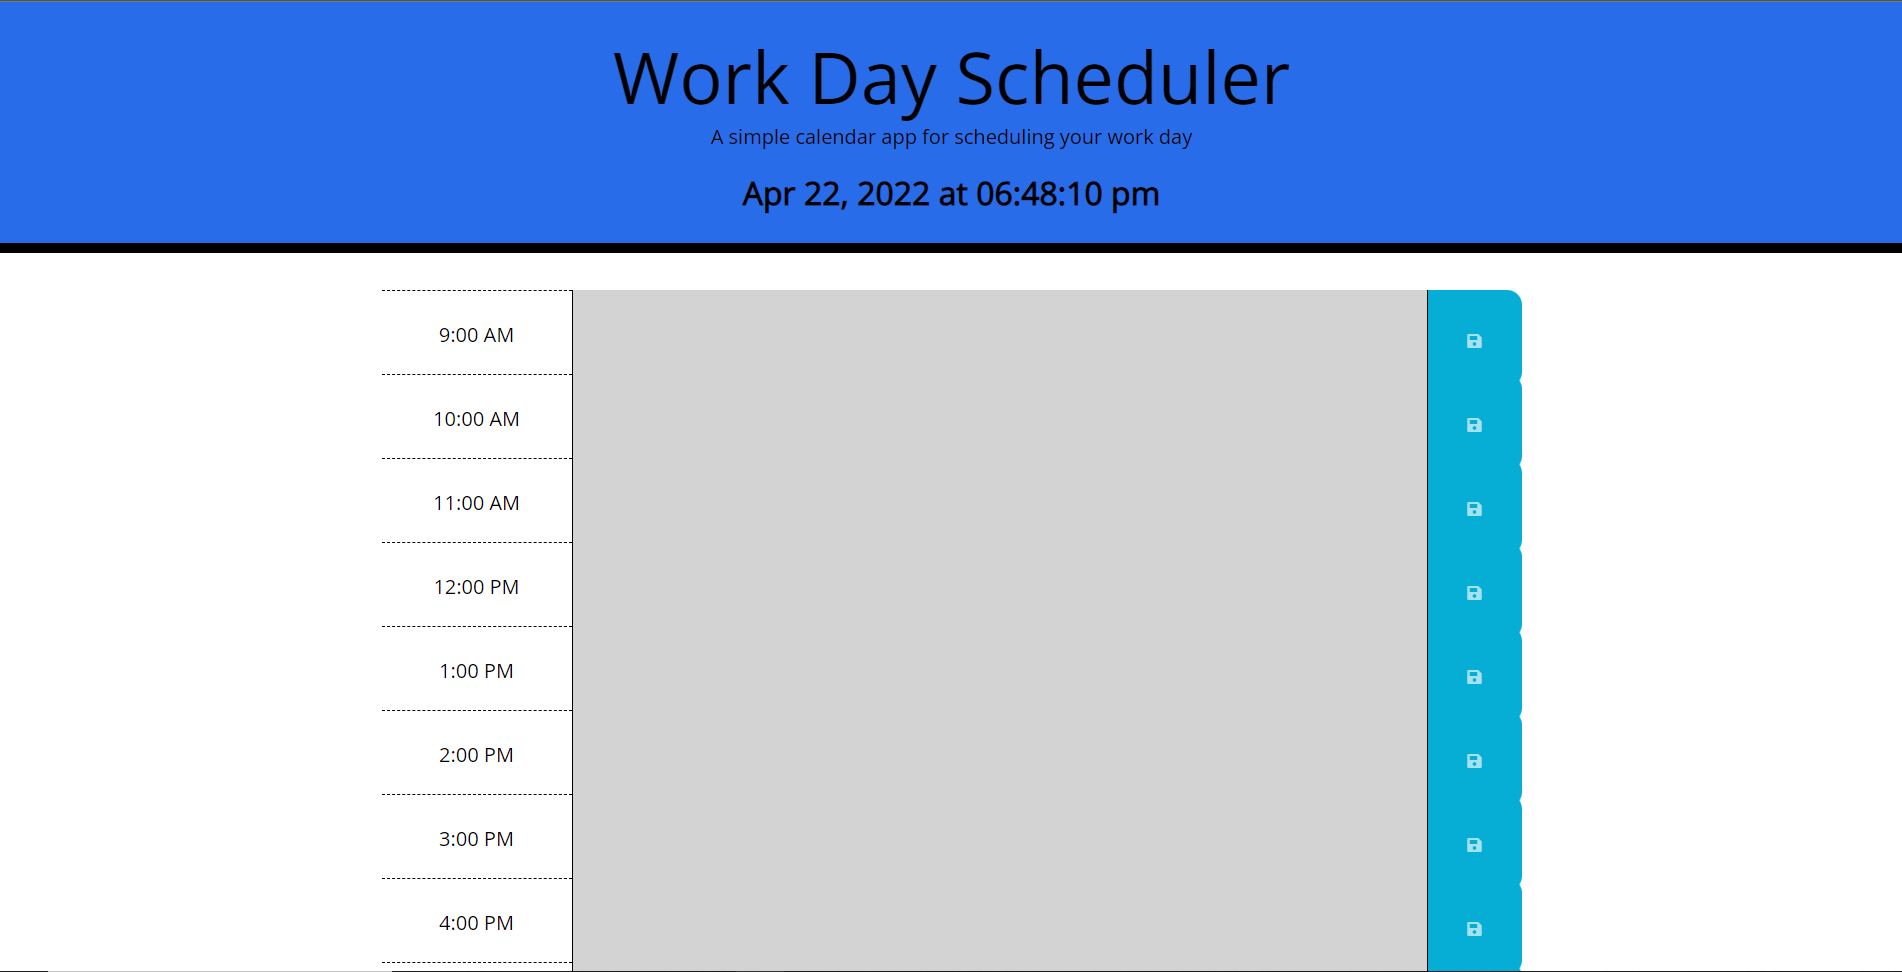 Work Day Scheduler
A simple calendar app for scheduling your work day
Apr 22, 2022 at 06:48:10 pm
9:00 AM
10:00 AM
11:00 AM
12:00 PM
1:00 PM
2:00 PM
3:00 PM
4:00 PM